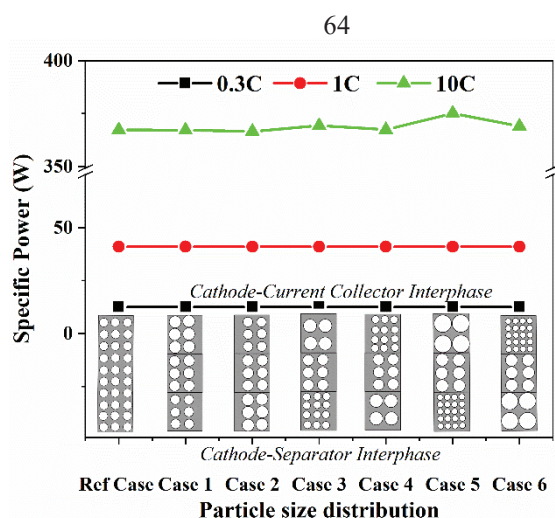 64
400
0.3C 1C 10C
350
Specific Power (W)
50
Cathode-Current Collector Interphase
0
Cathode-Separator Interphase
Ref Case Case 1 Case 2 Case 3 Case 4 Case 5 Case 6
Particle size distribution